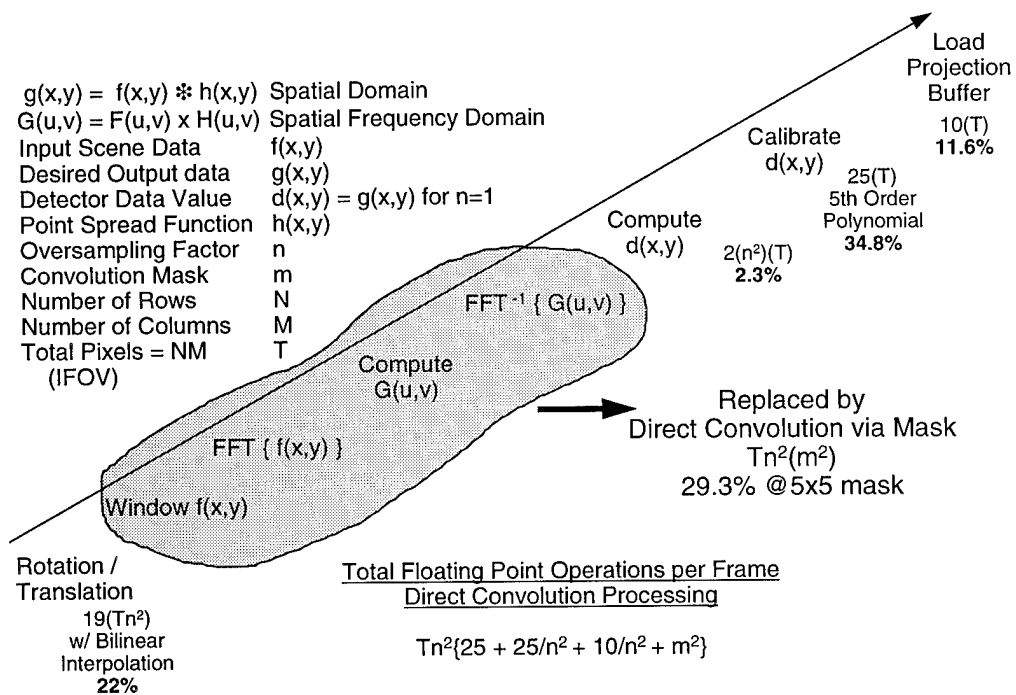 g(x,y) = f(x,y) ✻ h(x,y) Spatial Domain
G(u,v) = F(u,v) x H(u,v) Spatial Frequency Domain
Input Scene Data f(x,y)
Desired Output data g(x,y)
Detector Data Value d(x,y) = g(x,y) for n=1
Point Spread Function h(x,y)
Oversampling Factor n
Convolution Mask m
Number of Rows N
Number of Columns M
Total Pixels = NM T
(IFOV)
Load
Projection
Buffer
10(T)
11.6%
Calibrate
d(x,y)
25(T)
5th Order
Polynomial
34.8%
Compute
d(x,y)
2(n²)(T)
2.3%
FFT⁻¹ { G(u,v) }
Compute
G(u,v)
FFT { f(x,y) }
Window f(x,y)
Replaced by
Direct Convolution via Mask
Tn²(m²)
29.3% @5x5 mask
Rotation /
Translation
19(Tn²)
w/ Bilinear
Interpolation
22%
Total Floating Point Operations per Frame
Direct Convolution Processing
Tn²{25 + 25/n² + 10/n² + m²}